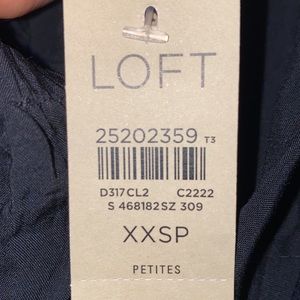 LOFT
25202359 T3
D317CL2 C2222
S 468182SZ 309
XXSP
PETITES